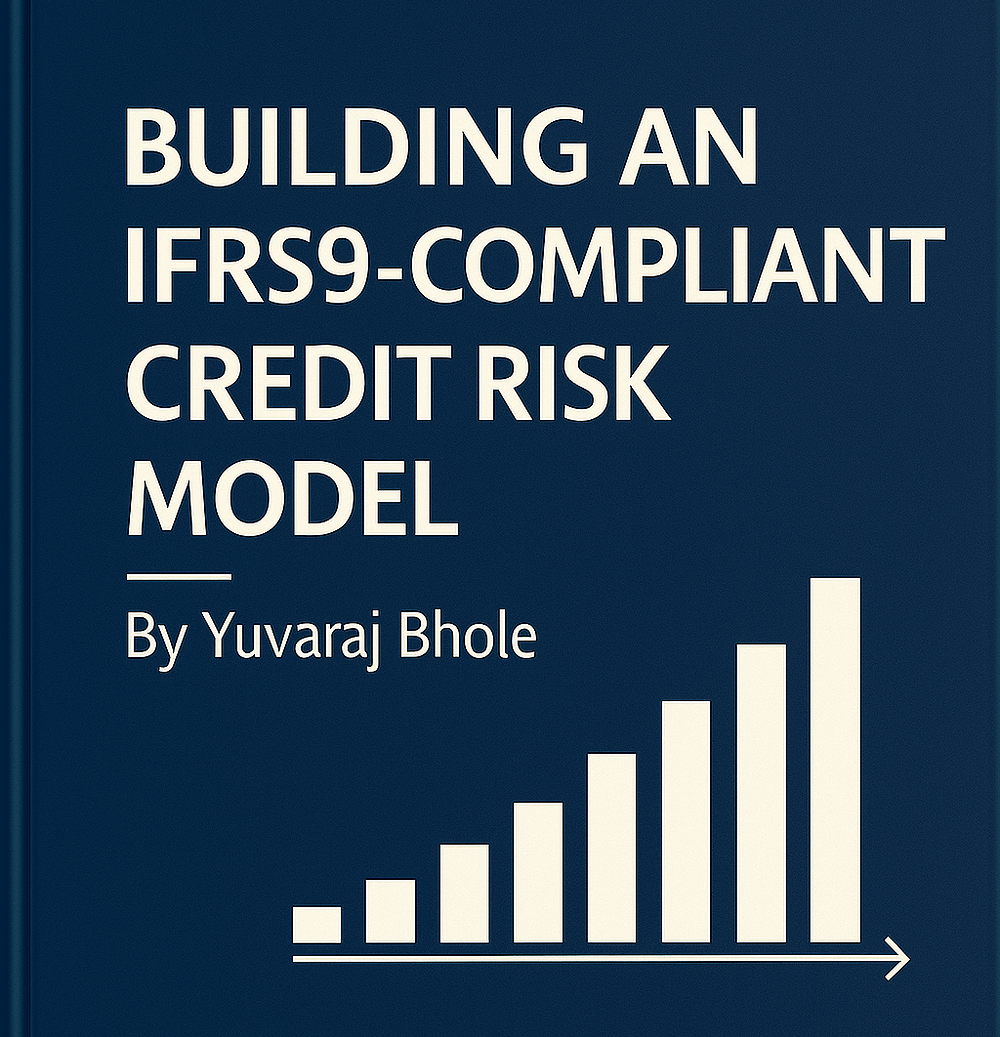 BUILDING AN
IFRS9-COMPLIANT
CREDIT RISK
MODEL
By Yuvaraj Bhole